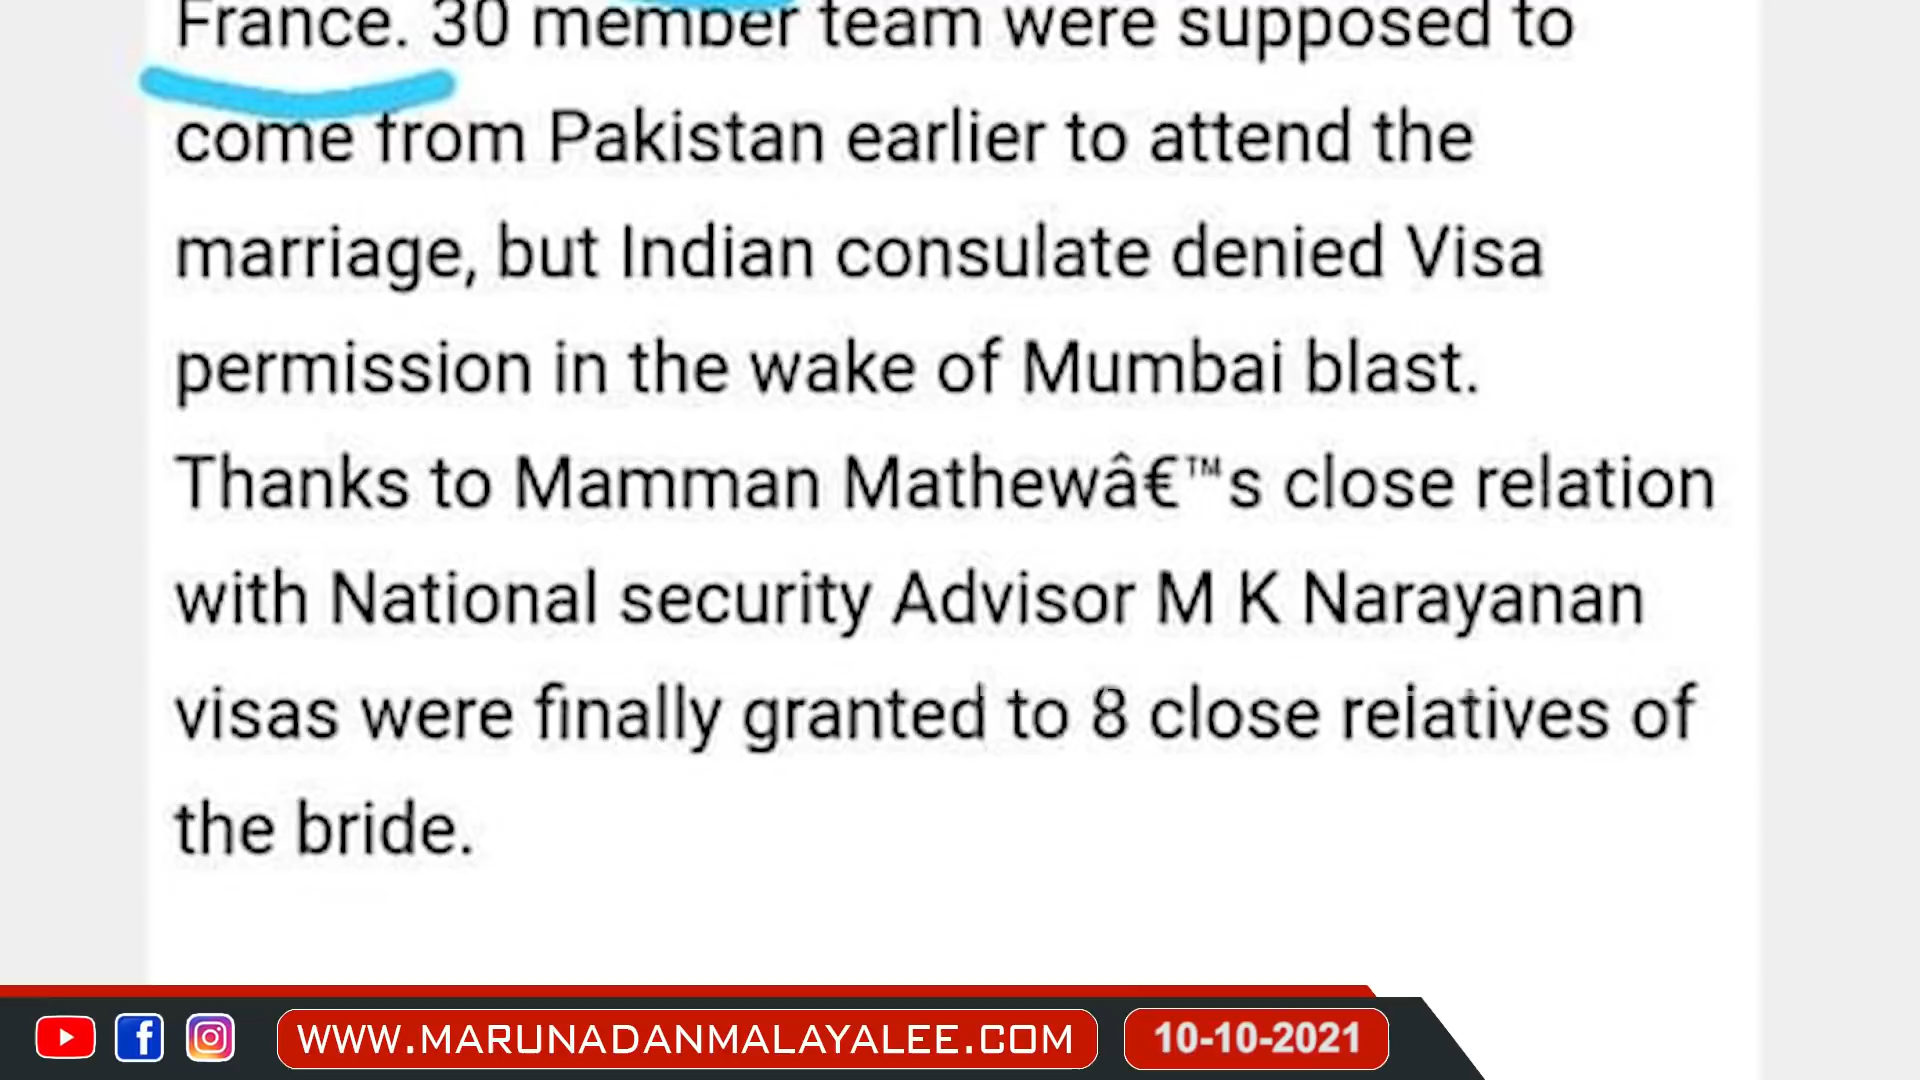 France. 30 member team were supposed to
come from Pakistan earlier to attend the
marriage, but Indian consulate denied Visa
permission in the wake of Mumbai blast.
Thanks to Mamman Mathewâ€™s close relation
with National security Advisor M K Narayanan
visas were finally granted to 8 close relatives of
the bride.
WWW.MARUNADANMALAYALEE.COM
10-10-2021